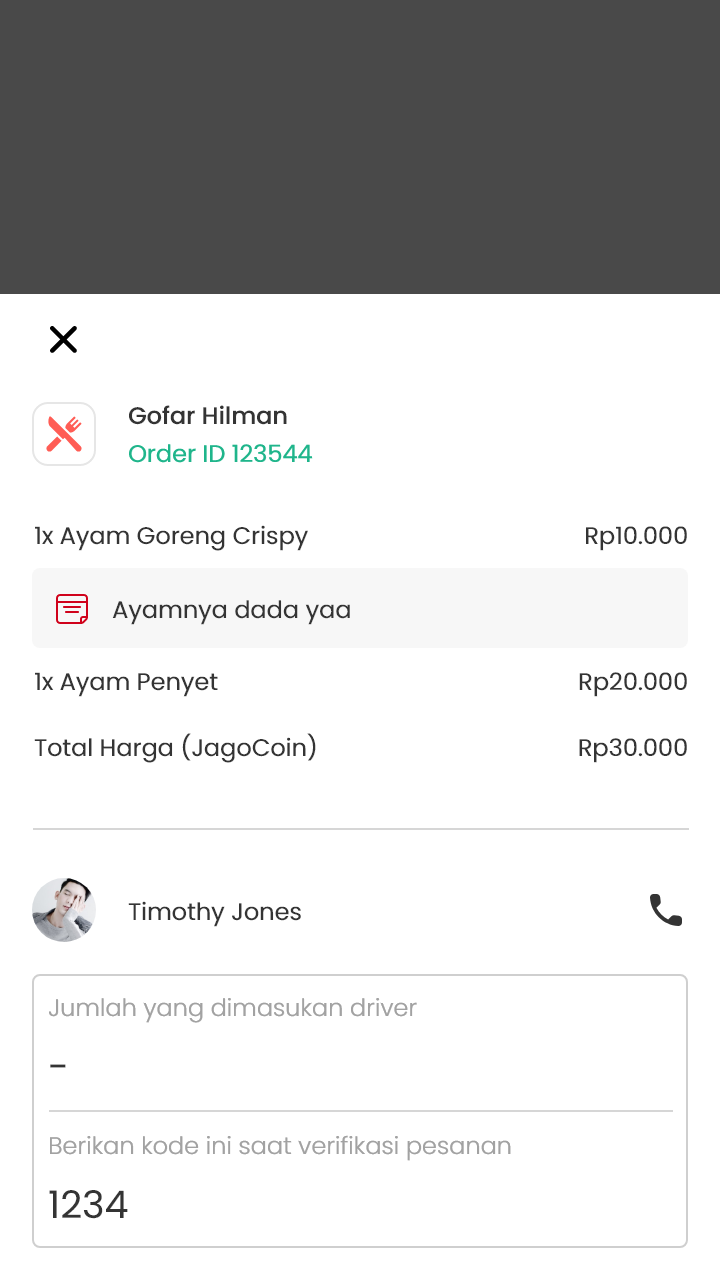 Gofar Hilman
Order ID 123544
1x Ayam Goreng Crispy Rp10.000
Ayamnya dada yaa
1x Ayam Penyet Rp20.000
Total Harga (JagoCoin) Rp30.000
Timothy Jones
Jumlah yang dimasukan driver
–
Berikan kode ini saat verifikasi pesanan
1234